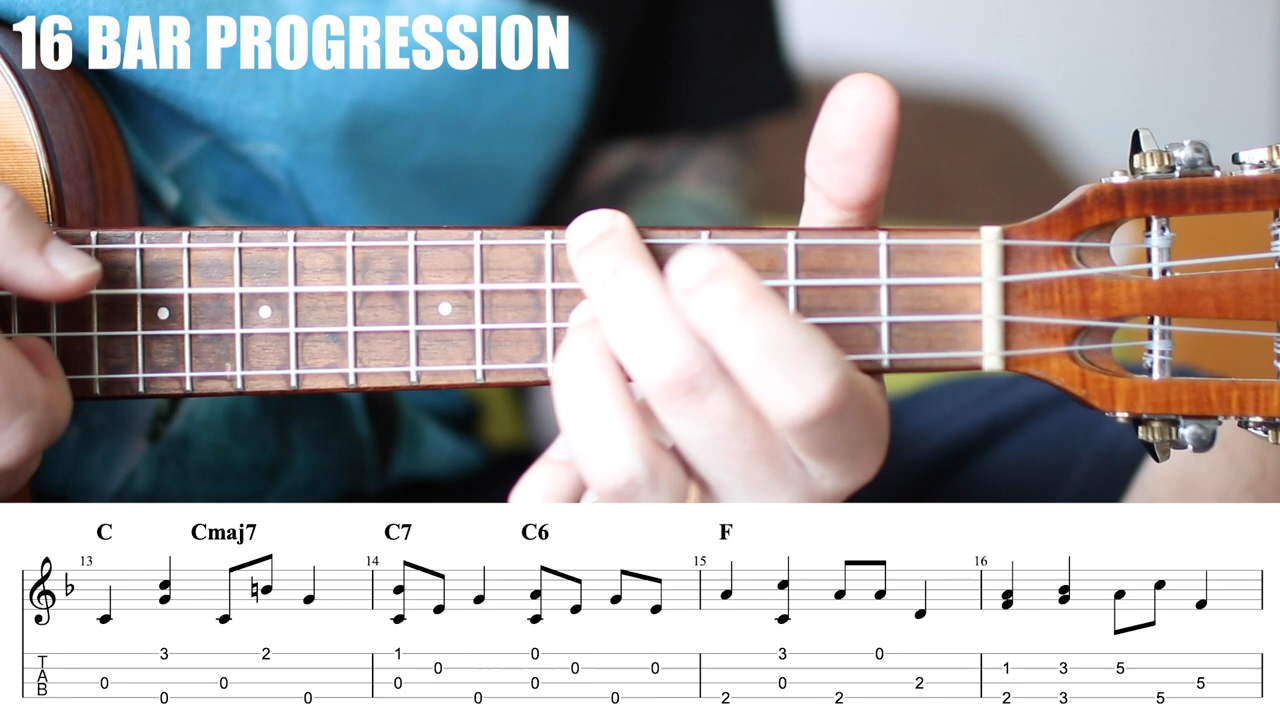 16 BAR PROGRESSION
C Cmaj7 C7 C6 F
13 14 15 16
T 3 2 1 0 0 3 0
A 0 0 0 1 3 5
B 0 0 0 0 0 2 5
2 0 0 0 0 2 2 2 3 5